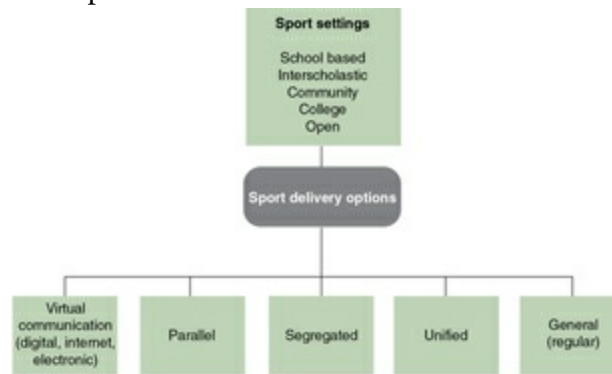 Sport settings
School based
Interscholastic
Community
College
Open
Sport delivery options
Virtual
communication
(digital, internet,
electronic)
Parallel
Segregated
Unified
General
(regular)